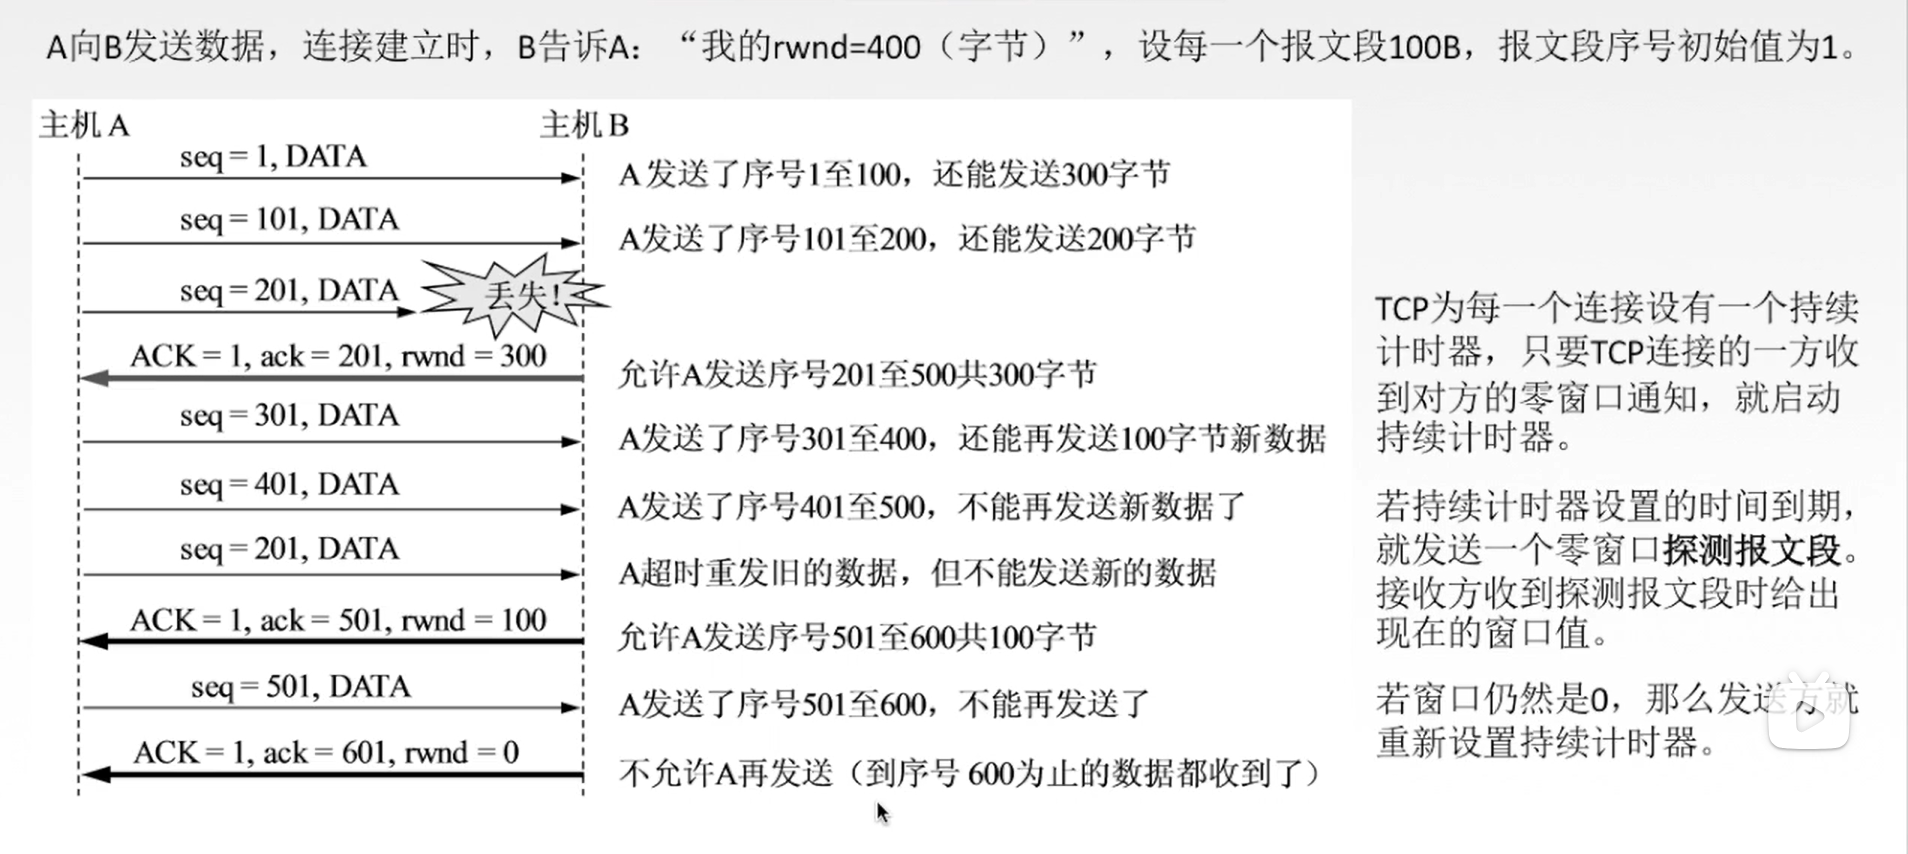 A向B发送数据，连接建立时，B告诉A：“我的rwnd=400（字节）”，设每一个报文段100B，报文段序号初始值为1。
主机 A
主机 B
seq = 1, DATA
A 发送了序号1至100，还能发送300字节
seq = 101, DATA
A发送了序号101至200，还能发送200字节
seq = 201, DATA
丢失！
ACK = 1, ack = 201, rwnd = 300
允许A发送序号201至500共300字节
seq = 301, DATA
A发送了序号301至400，还能再发送100字节新数据
seq = 401, DATA
A发送了序号401至500，不能再发送新数据了
seq = 201, DATA
A超时重发旧的数据，但不能发送新的数据
ACK = 1, ack = 501, rwnd = 100
允许A发送序号501至600共100字节
seq = 501, DATA
A发送了序号501至600，不能再发送了
ACK = 1, ack = 601, rwnd = 0
不允许A再发送（到序号 600为止的数据都收到了）
TCP为每一个连接设有一个持续
计时器，只要TCP连接的一方收
到对方的零窗口通知，就启动
持续计时器。
若持续计时器设置的时间到期，
就发送一个零窗口探测报文段。
接收方收到探测报文段时给出
现在的窗口值。
若窗口仍然是0，那么发送方就
重新设置持续计时器。